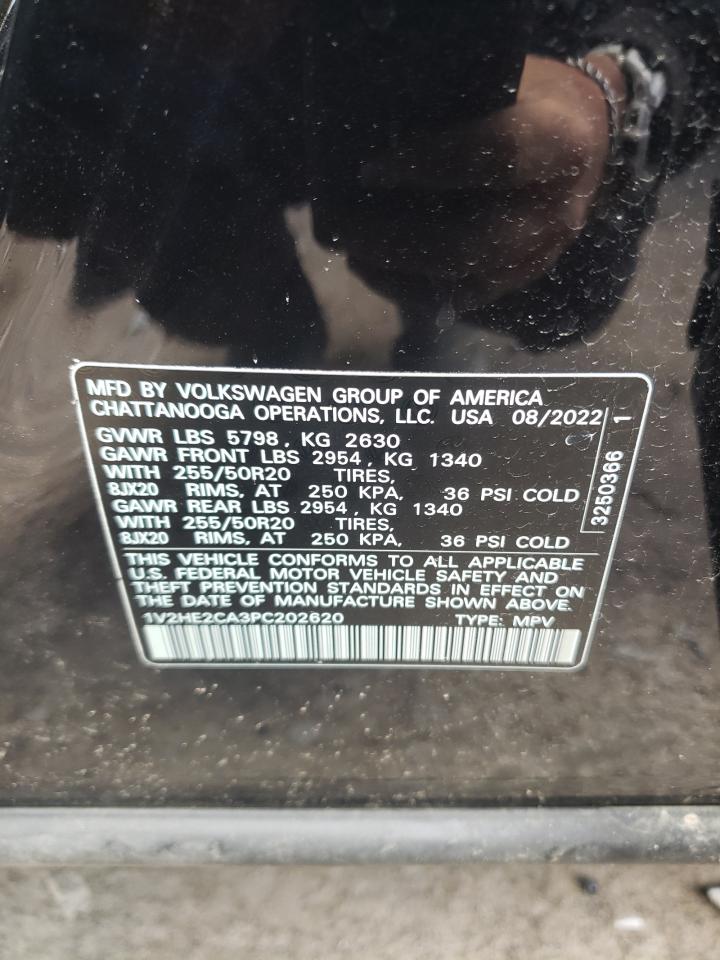 MFD BY VOLKSWAGEN GROUP OF AMERICA
CHATTANOOGA OPERATIONS, LLC. USA 08/2022
GVWR LBS 5798, KG 2630
GAWR FRONT LBS 2954, KG 1340
WITH 255/50R20 TIRES,
8JX20 RIMS, AT 250 KPA, 36 PSI COLD
GAWR REAR LBS 2954, KG 1340
WITH 255/50R20 TIRES,
8JX20 RIMS, AT 250 KPA, 36 PSI COLD
THIS VEHICLE CONFORMS TO ALL APPLICABLE
U.S. FEDERAL MOTOR VEHICLE SAFETY AND
THEFT PREVENTION STANDARDS IN EFFECT ON
THE DATE OF MANUFACTURE SHOWN ABOVE.
1V2HE2CA3PC202620 TYPE: MPV
3250366 1